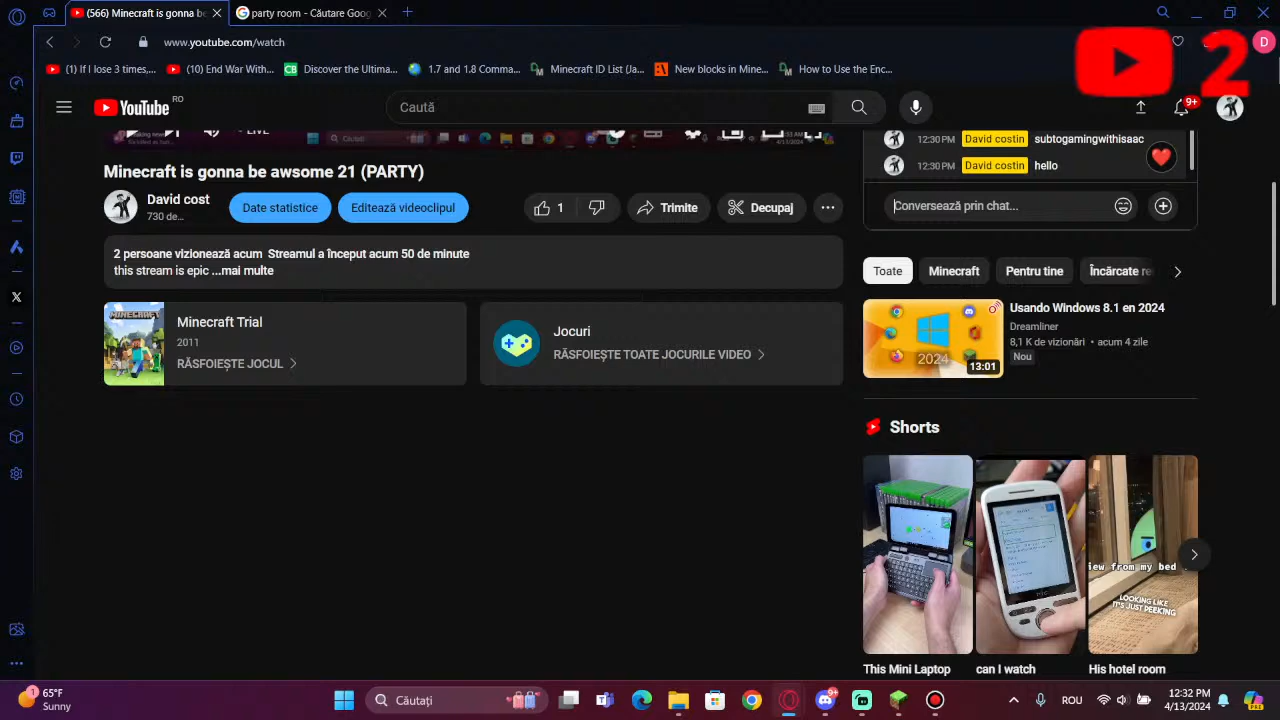 (566) Minecraft is gonna be
party room - Căutare Goog
www.youtube.com/watch
2
D
(1) If I lose 3 times,...
(10) End War With...
Discover the Ultima...
1.7 and 1.8 Comma...
Minecraft ID List (Ja...
New blocks in Mine...
How to Use the Enc...
YouTube RO
Caută
9+
LIVE
4/13/2024
12:30 PM David costin subtogamingwithisaac
12:30 PM David costin hello
Conversează prin chat...
Minecraft is gonna be awome 21 (PARTY)
David cost
730 de...
Date statistice
Editează videoclipul
1
Trimite
Decupaj
2 persoane vizionează acum Streamul a început acum 50 de minute
this stream is epic ...mai multe
Minecraft Trial
2011
RĂSFOIEȘTE JOCUL
Jocuri
RĂSFOIEȘTE TOATE JOCURILE VIDEO
Toate
Minecraft
Pentru tine
Încărcate re
2024
13:01
Usando Windows 8.1 en 2024
Dreamliner
8,1 K de vizionări • acum 4 zile
Nou
Shorts
iew from my bed
LOOKING LIKE
IT'S JUST PEEKING
This Mini Laptop
can I watch
His hotel room
1
65°F
Sunny
Căutați
9+
ROU
12:32 PM
4/13/2024